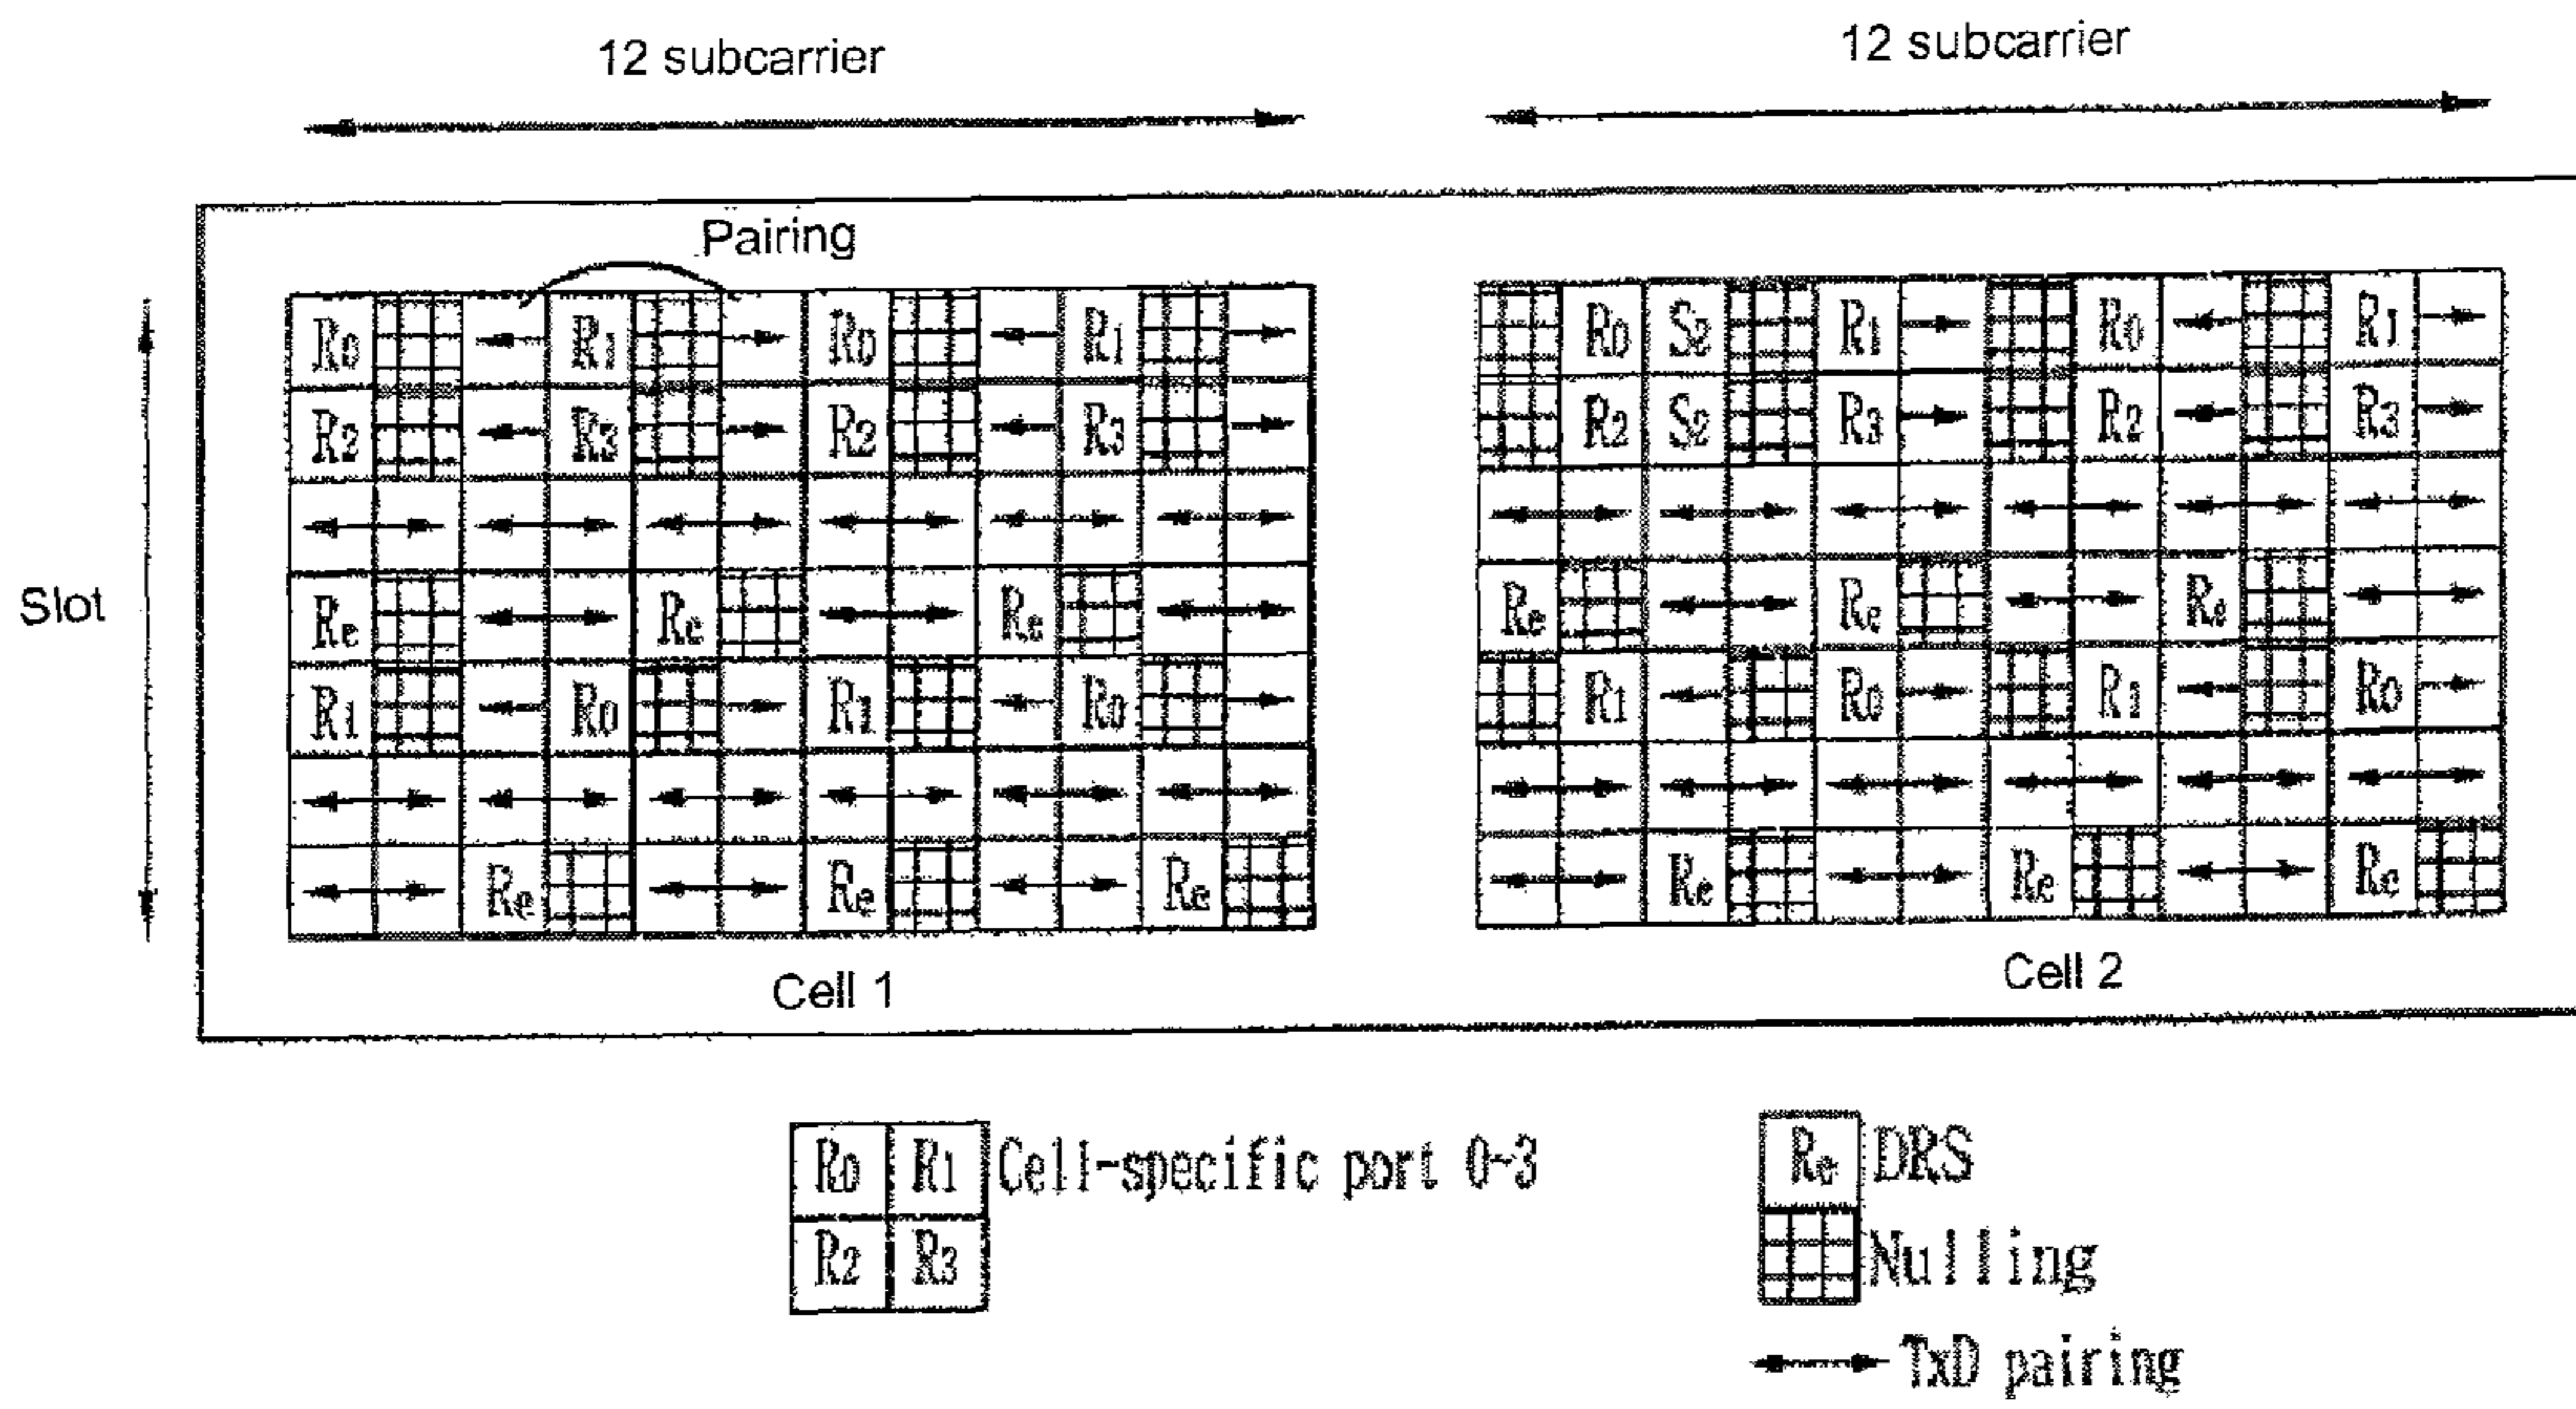 12 subcarrier 12 subcarrier
Pairing
R0 R1 R0 R1 R0 S2 R1 R0 R1
R2 R3 R2 R3 R2 S2 R3 R2 R3
Slot
Re Re Re Re Re Re
R1 R0 R1 R0 R1 R0 R1 R0
Re Re Re Re Re Re
Cell 1 Cell 2
R0 R1 Cell-specific port 0~3 Re DRS
R2 R3 Nulling
TxD pairing